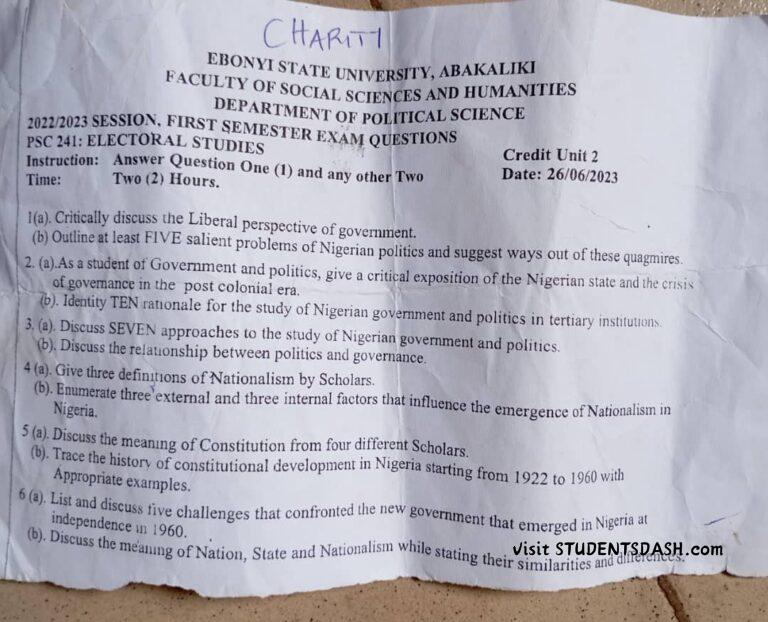 CHARITY
EBONYI STATE UNIVERSITY, ABAKALIKI
FACULTY OF SOCIAL SCIENCES AND HUMANITIES
DEPARTMENT OF POLITICAL SCIENCE
2022/2023 SESSION, FIRST SEMESTER EXAM QUESTIONS
PSC 241: ELECTORAL STUDIES Credit Unit 2
Instruction: Answer Question One (1) and any other Two
Time: Two (2) Hours. Date: 26/06/2023
1(a). Critically discuss the Liberal perspective of government.
(b) Outline at least FIVE salient problems of Nigerian politics and suggest ways out of these quagmires.
2. (a).As a student of Government and politics, give a critical exposition of the Nigerian state and the crisis
of governance in the post colonial era.
(b). Identity TEN rationale for the study of Nigerian government and politics in tertiary institutions.
3. (a). Discuss SEVEN approaches to the study of Nigerian government and politics.
(b). Discuss the relationship between politics and governance.
4 (a). Give three definitions of Nationalism by Scholars.
(b). Enumerate three external and three internal factors that influence the emergence of Nationalism in
Nigeria.
5 (a). Discuss the meaning of Constitution from four different Scholars.
(b). Trace the history of constitutional development in Nigeria starting from 1922 to 1960 with
Appropriate examples.
6 (a). List and discuss five challenges that confronted the new government that emerged in Nigeria at
independence in 1960.
(b). Discuss the meaning of Nation, State and Nationalism while stating their similarities and differences.
visit STUDENTSDASH.com